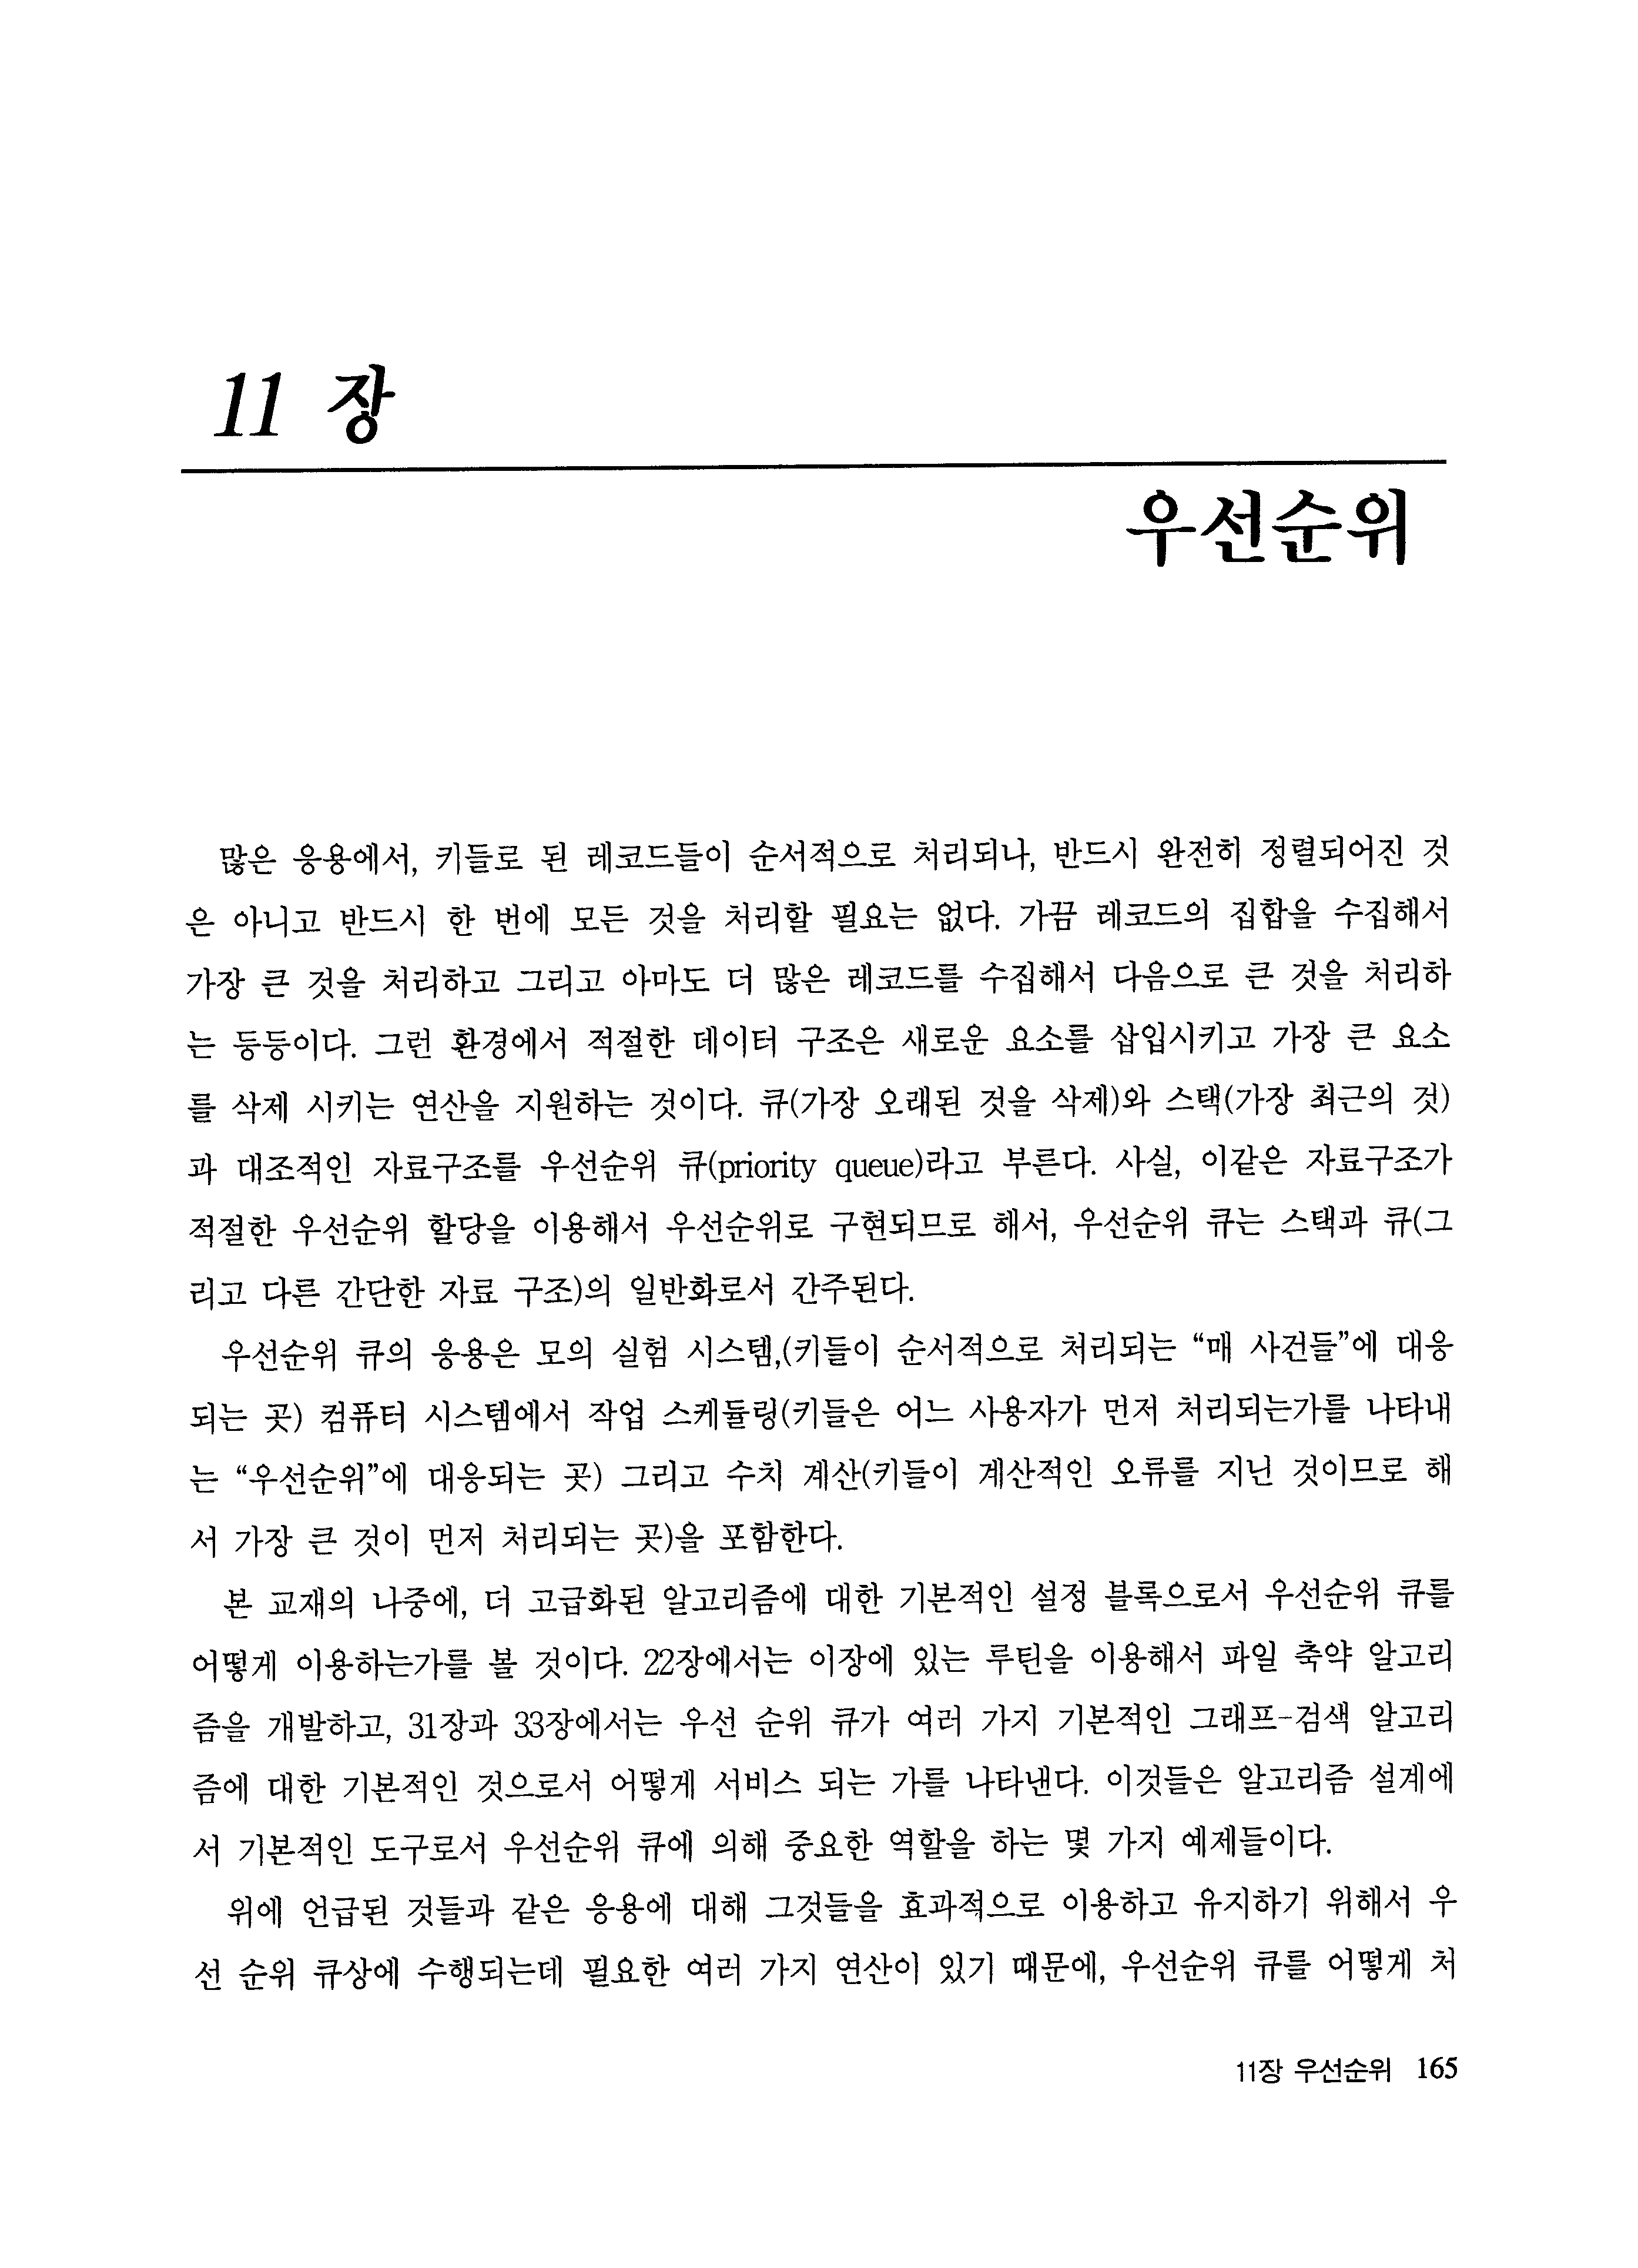 11 장
우선순위
많은 응용에서, 키들로 된 레코드들이 순서적으로 처리되나, 반드시 완전히 정렬되어진 것
은 아니고 반드시 한 번에 모든 것을 처리할 필요는 없다. 가끔 레코드의 집합을 수집해서
가장 큰 것을 처리하고 그리고 아마도 더 많은 레코드를 수집해서 다음으로 큰 것을 처리하
는 등등이다. 그런 환경에서 적절한 데이터 구조은 새로운 요소를 삽입시키고 가장 큰 요소
를 삭제 시키는 연산을 지원하는 것이다. 큐(가장 오래된 것을 삭제)와 스택(가장 최근의 것)
과 대조적인 자료구조를 우선순위 큐(priority queue)라고 부른다. 사실, 이같은 자료구조가
적절한 우선순위 할당을 이용해서 우선순위로 구현되므로 해서, 우선순위 큐는 스택과 큐(그
리고 다른 간단한 자료 구조)의 일반화로서 간주된다.
우선순위 큐의 응용은 모의 실험 시스템,(키들이 순서적으로 처리되는 “매 사건들”에 대응
되는 곳) 컴퓨터 시스템에서 작업 스케듈링(키들은 어느 사용자가 먼저 처리되는가를 나타내
는 “우선순위”에 대응되는 곳) 그리고 수치 계산(키들이 계산적인 오류를 지닌 것이므로 해
서 가장 큰 것이 먼저 처리되는 곳)을 포함한다.
본 교재의 나중에, 더 고급화된 알고리즘에 대한 기본적인 설정 블록으로서 우선순위 큐를
어떻게 이용하는가를 볼 것이다. 22장에서는 이장에 있는 루틴을 이용해서 파일 축약 알고리
즘을 개발하고, 31장과 33장에서는 우선 순위 큐가 여러 가지 기본적인 그래프-검색 알고리
즘에 대한 기본적인 것으로서 어떻게 서비스 되는 가를 나타낸다. 이것들은 알고리즘 설계에
서 기본적인 도구로서 우선순위 큐에 의해 중요한 역할을 하는 몇 가지 예제들이다.
위에 언급된 것들과 같은 응용에 대해 그것들을 효과적으로 이용하고 유지하기 위해서 우
선 순위 큐상에 수행되는데 필요한 여러 가지 연산이 있기 때문에, 우선순위 큐를 어떻게 처
11장 우선순위 165